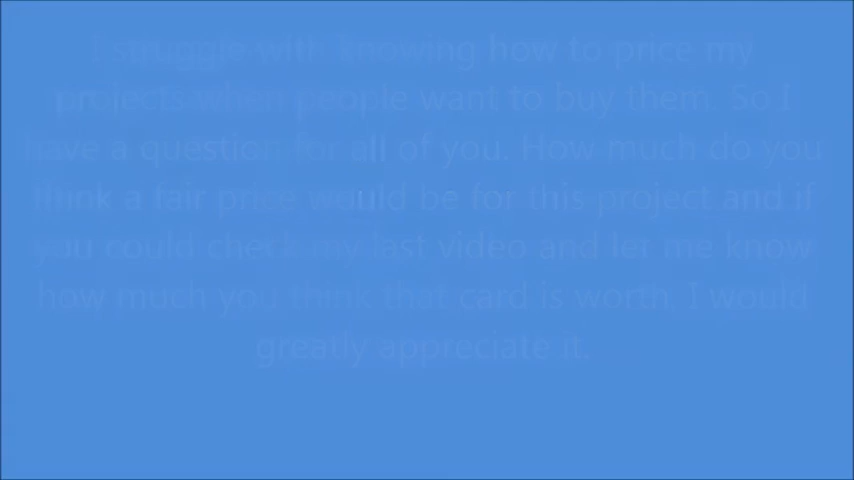 I struggle with knowing how to price my
projects when people want to buy them. So I
have a question for all of you. How much do you
think a fair price would be for this project and if
you could check my last video and let me know
how much you think that card is worth. I would
greatly appreciate it.